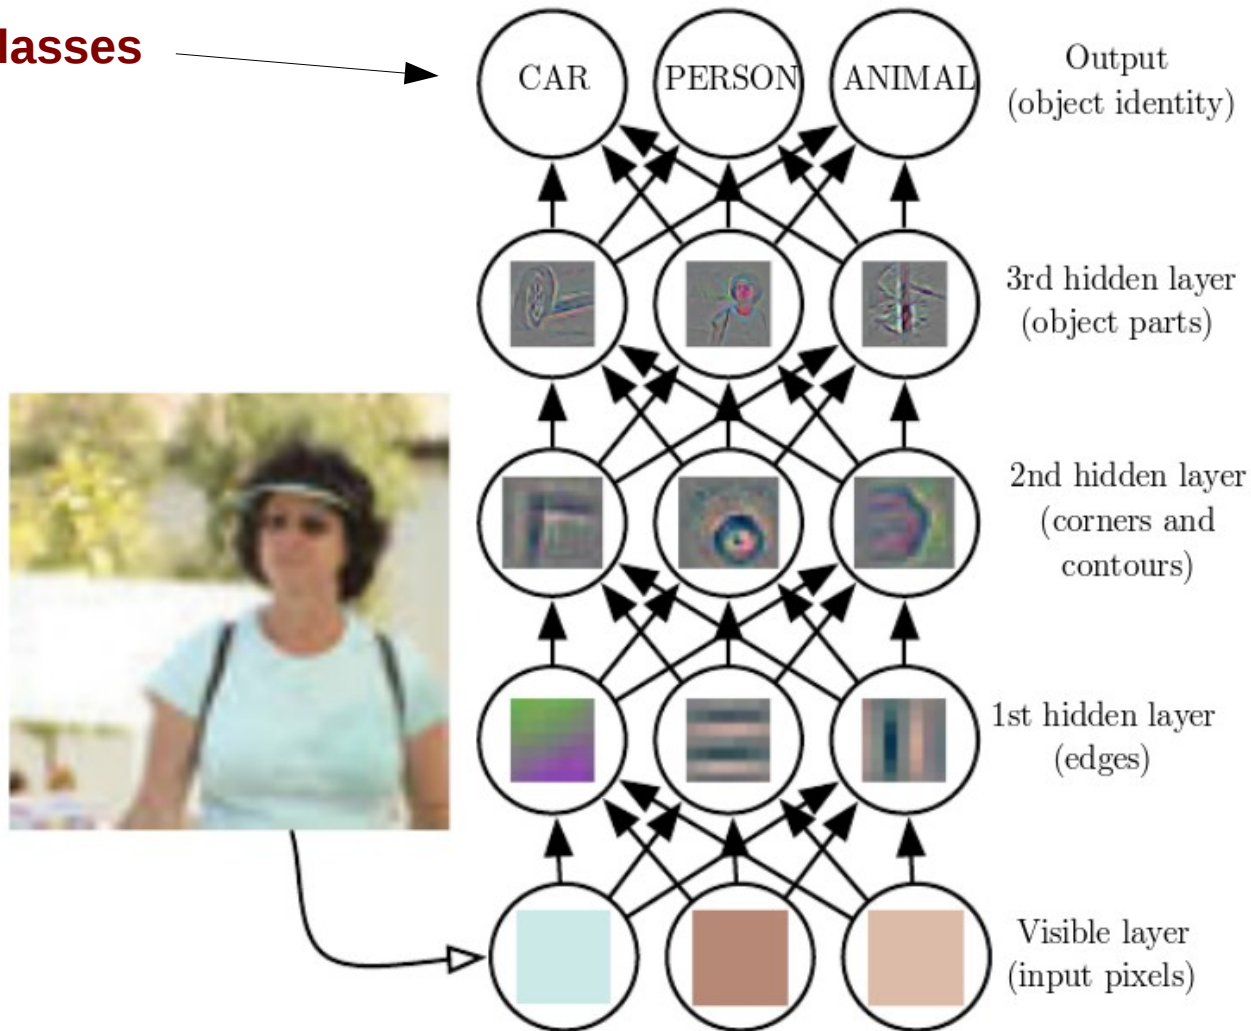 lasses
CAR PERSON ANIMAL
Output
(object identity)
3rd hidden layer
(object parts)
2nd hidden layer
(corners and
contours)
1st hidden layer
(edges)
Visible layer
(input pixels)